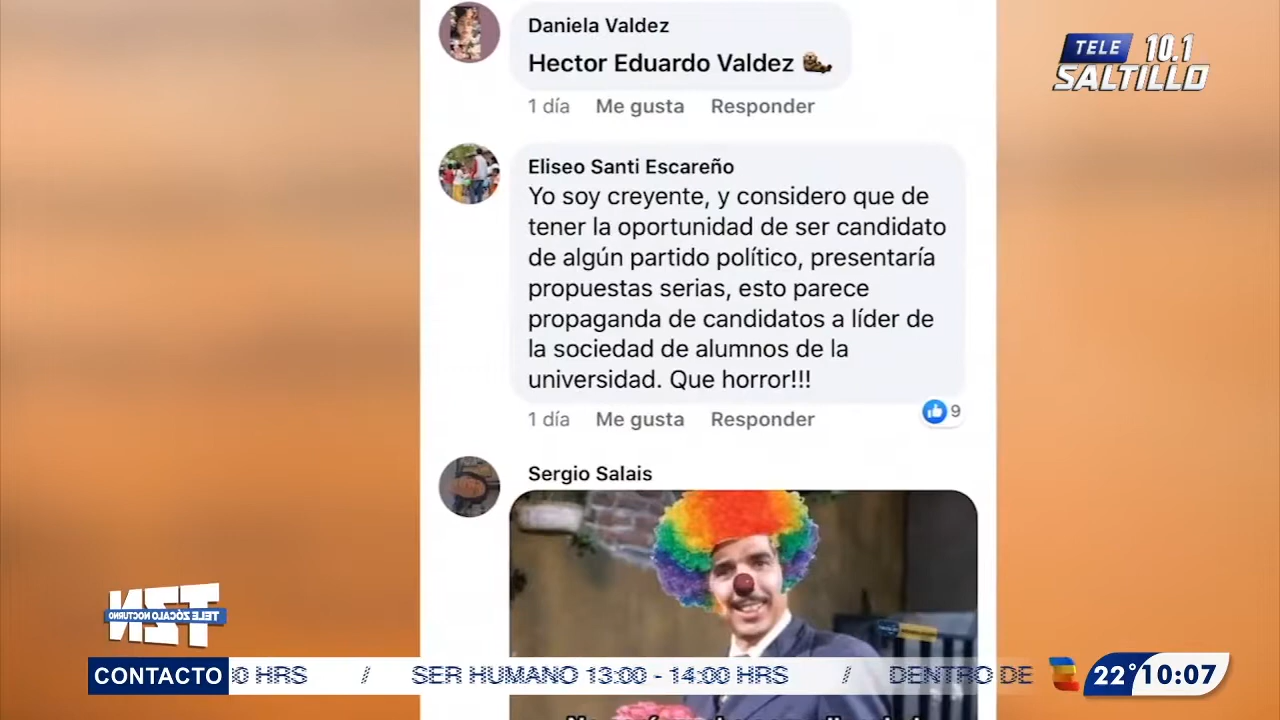 Daniela Valdez
Hector Eduardo Valdez
1 día Me gusta Responder
TELE 10.1
SALTILLO
Eliseo Santi Escareño
Yo soy creyente, y considero que de
tener la oportunidad de ser candidato
de algún partido político, presentaría
propuestas serias, esto parece
propaganda de candidatos a líder de
la sociedad de alumnos de la
universidad. Que horror!!!
1 día Me gusta Responder
9
Sergio Salais
TZN
TELE ZÓCALO NOCTURNO
CONTACTO
0 HRS / SER HUMANO 13:00 - 14:00 HRS / DENTRO DE
22° 10:07